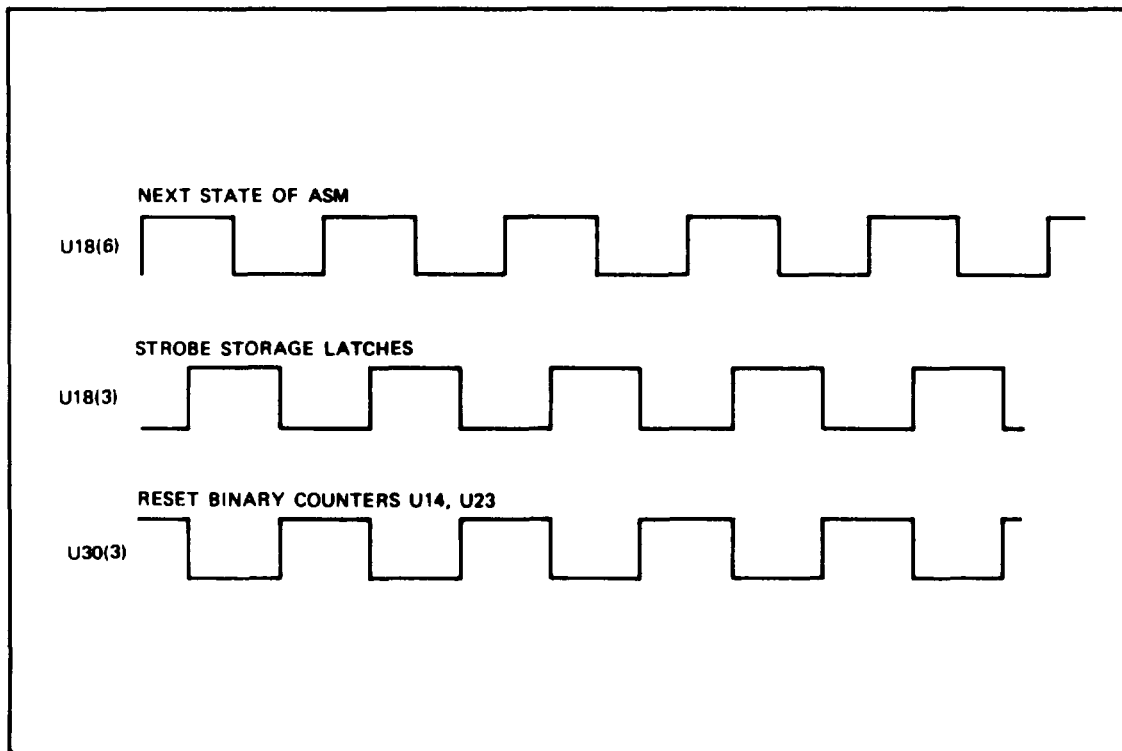 NEXT STATE OF ASM
U18(6)
STROBE STORAGE LATCHES
U18(3)
RESET BINARY COUNTERS U14, U23
U30(3)